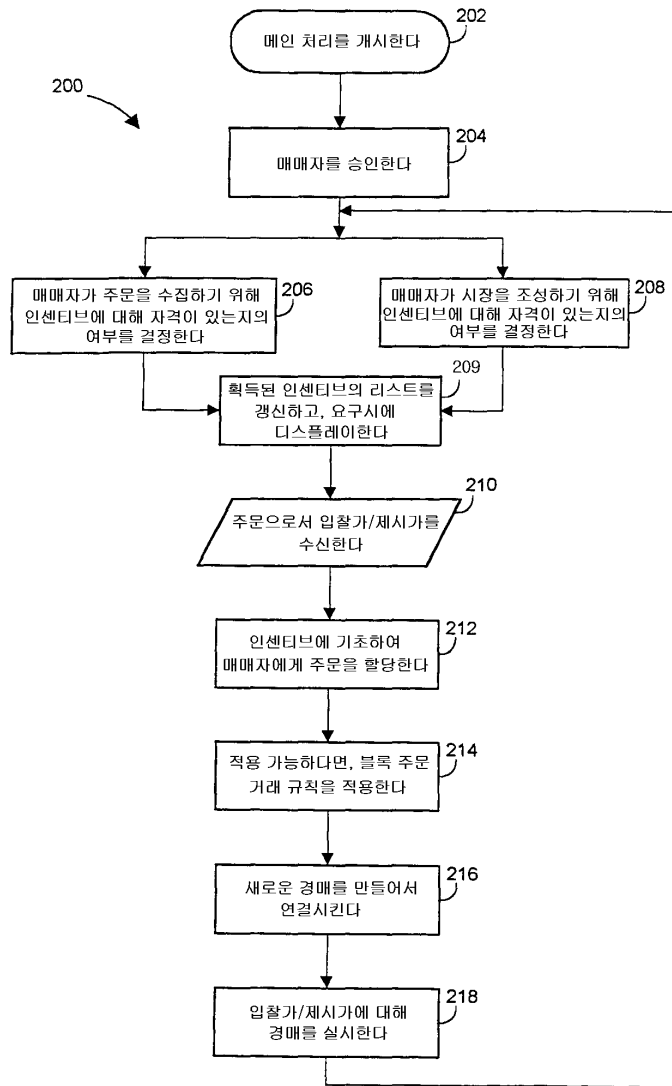 메인 처리를 개시한다
202
200
매매자를 승인한다
204
매매자가 주문을 수집하기 위해
인센티브에 대해 자격이 있는지의
여부를 결정한다
206
매매자가 시장을 조성하기 위해
인센티브에 대해 자격이 있는지의
여부를 결정한다
208
획득된 인센티브의 리스트를
갱신하고, 요구시에
디스플레이한다
209
주문으로서 입찰가/제시가를
수신한다
210
인센티브에 기초하여
매매자에게 주문을 할당한다
212
적용 가능하다면, 블록 주문
거래 규칙을 적용한다
214
새로운 경매를 만들어서
연결시킨다
216
입찰가/제시가에 대해
경매를 실시한다
218